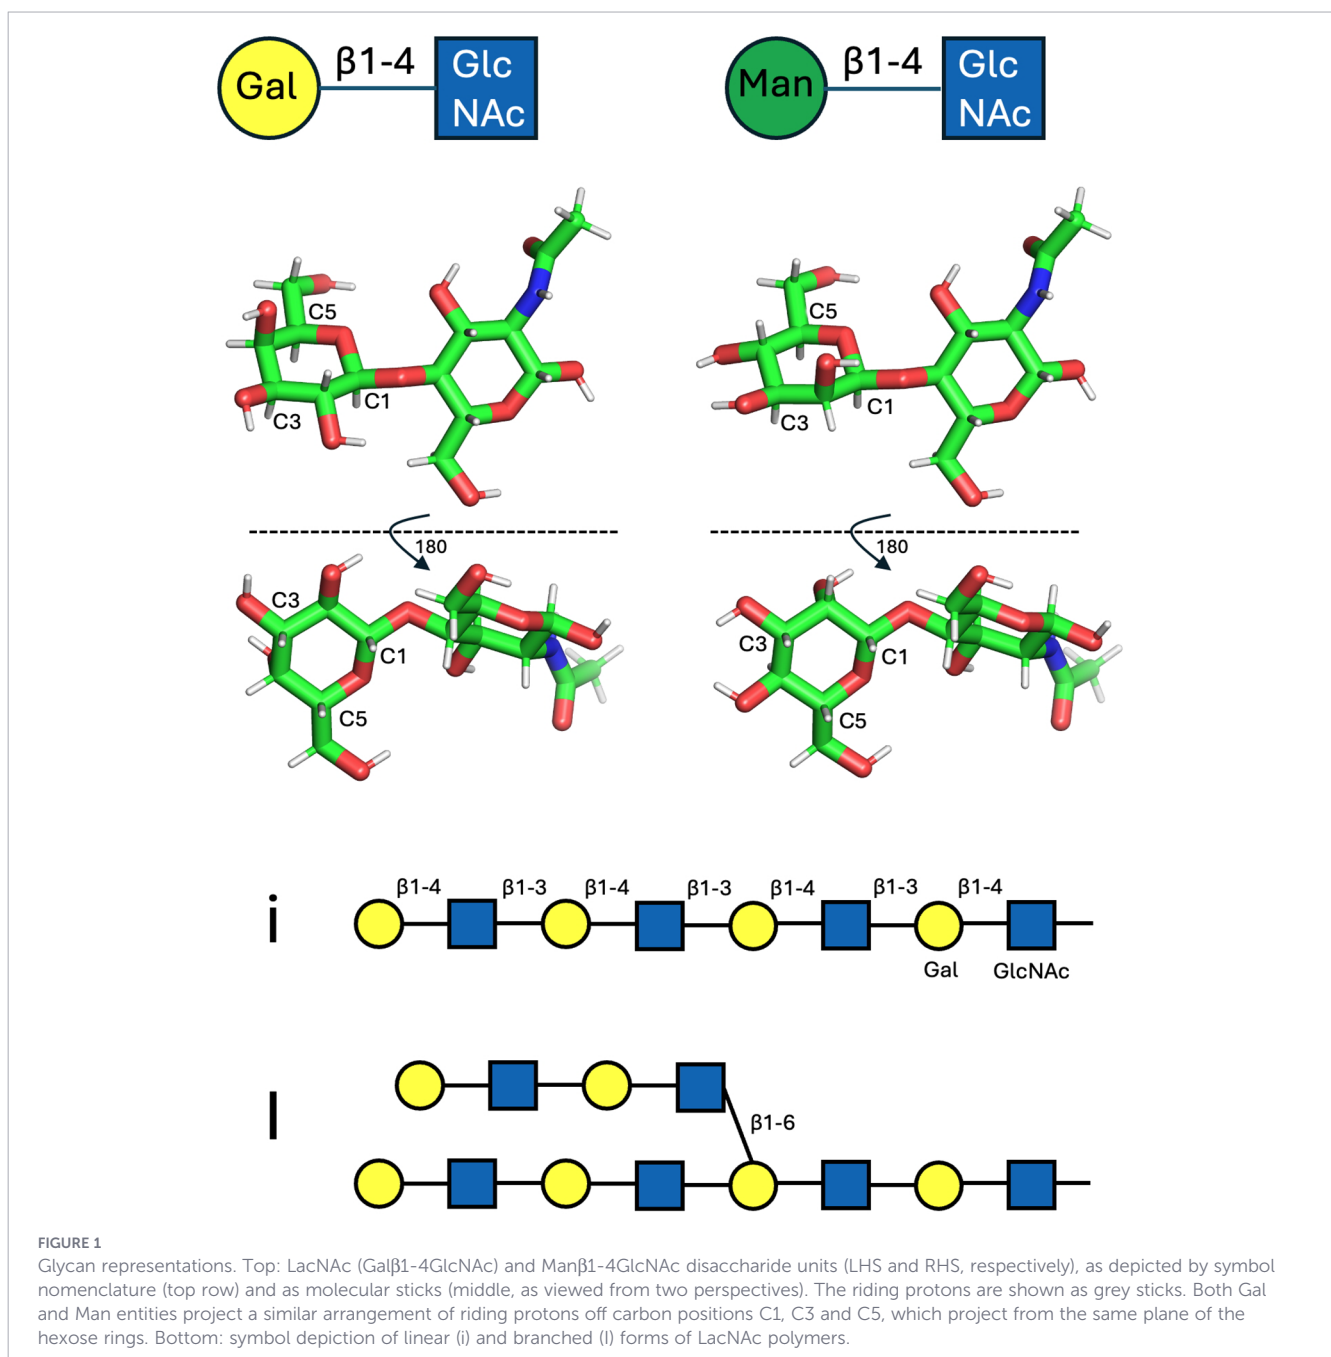 Gal β1-4 Glc NAc Man β1-4 Glc NAc
C5
C3
C1
C5
C3
C1
180
180
C3
C1
C5
C3
C1
C5
i
β1-4 β1-3 β1-4 β1-3 β1-4 β1-3 β1-4
Gal GlcNAc
I
β1-6
FIGURE 1
Glycan representations. Top: LacNAc (Galβ1-4GlcNAc) and Manβ1-4GlcNAc disaccharide units (LHS and RHS, respectively), as depicted by symbol
nomenclature (top row) and as molecular sticks (middle, as viewed from two perspectives). The riding protons are shown as grey sticks. Both Gal
and Man entities project a similar arrangement of riding protons off carbon positions C1, C3 and C5, which project from the same plane of the
hexose rings. Bottom: symbol depiction of linear (i) and branched (I) forms of LacNAc polymers.